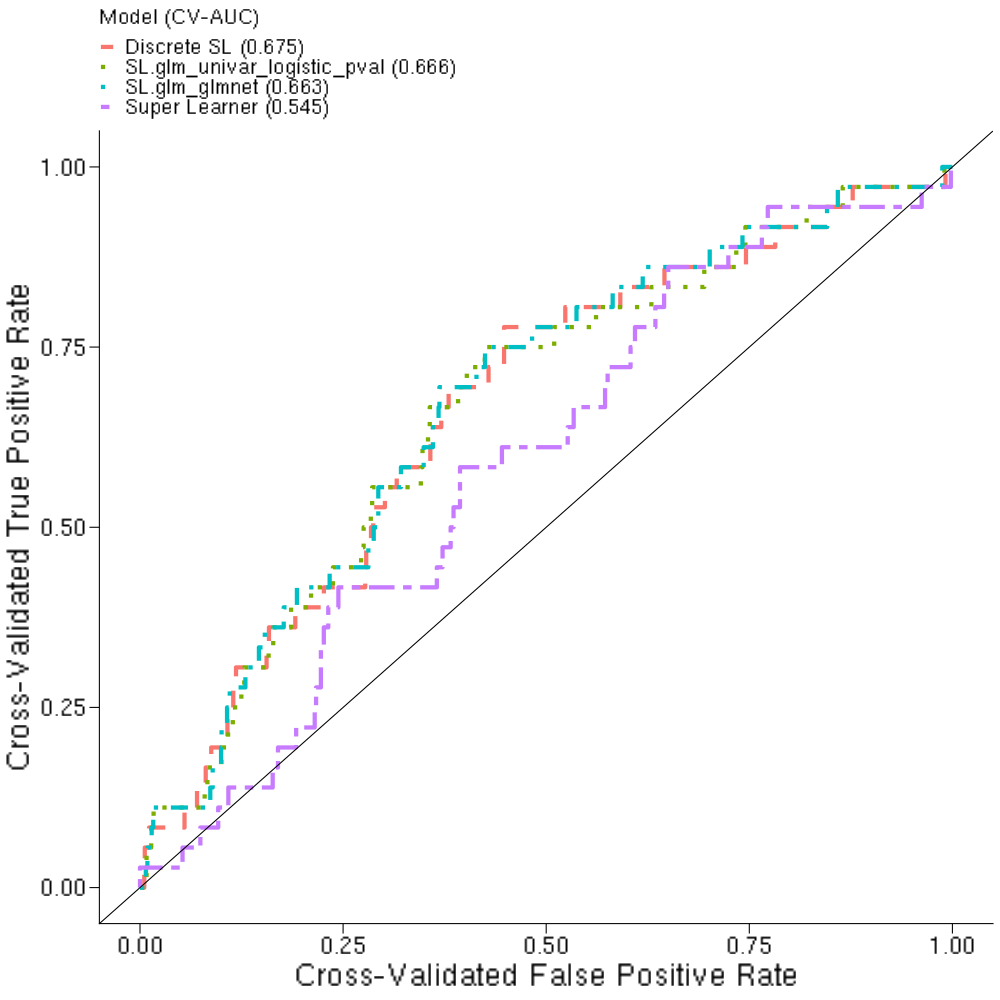 Model (CV-AUC)
Discrete SL (0.675)
SL.glm_univar_logistic_pval (0.666)
SL.glm_glmnet (0.663)
Super Learner (0.545)
1.00
0.75
0.50
0.25
0.00
Cross-Validated True Positive Rate
0.00 0.25 0.50 0.75 1.00
Cross-Validated False Positive Rate